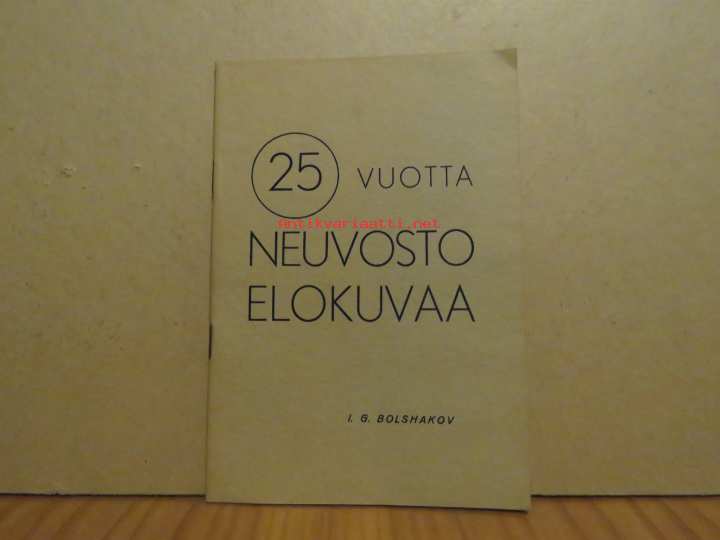 25 VUOTTA
antikvariaatti.net
NEUVOSTO
ELOKUVAA
I. G. BOLSHAKOV